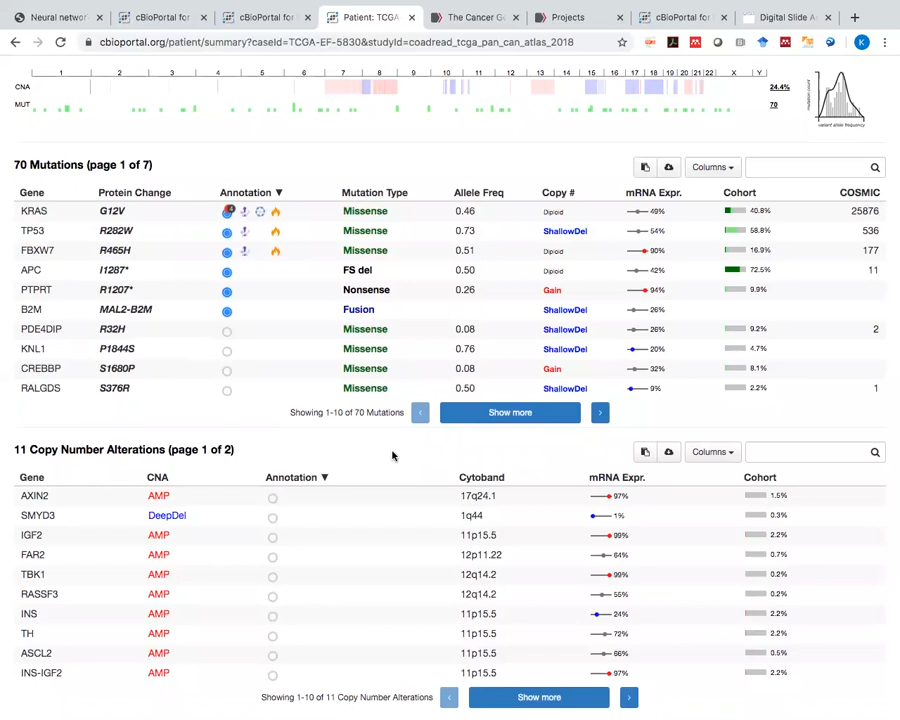 Neural network
cBioPortal for
cBioPortal for
Patient: TCGA
The Cancer Ge
Projects
cBioPortal for
Digital Slide A
cbioportal.org/patient/summary?caseId=TCGA-EF-5830&studyId=coadread_tcga_pan_can_atlas_2018
K
1 2 3 4 5 6 7 8 9 10 11 12 13 14 15 16 17 18 19 20 21 22 X Y
CNA 24.4%
MUT 70
mutation count
variant allele frequency
70 Mutations (page 1 of 7)
Columns
Gene Protein Change Annotation ▼ Mutation Type Allele Freq Copy # mRNA Expr. Cohort COSMIC
KRAS G12V 4 Missense 0.46 Diploid 49% 40.8% 25876
TP53 R282W Missense 0.73 ShallowDel 54% 58.8% 536
FBXW7 R465H Missense 0.51 Diploid 90% 16.9% 177
APC I1287* FS del 0.50 Diploid 42% 72.5% 11
PTPRT R1207* Nonsense 0.26 Gain 94% 9.9%
B2M MAL2-B2M Fusion ShallowDel 26%
PDE4DIP R32H Missense 0.08 ShallowDel 26% 9.2% 2
KNL1 P1844S Missense 0.76 ShallowDel 20% 4.7%
CREBBP S1680P Missense 0.08 Gain 32% 8.1%
RALGDS S376R Missense 0.50 ShallowDel 9% 2.2% 1
Showing 1-10 of 70 Mutations ‹ Show more ›
11 Copy Number Alterations (page 1 of 2)
Columns
Gene CNA Annotation ▼ Cytoband mRNA Expr. Cohort
AXIN2 AMP 17q24.1 97% 1.5%
SMYD3 DeepDel 1q44 1% 0.3%
IGF2 AMP 11p15.5 99% 2.2%
FAR2 AMP 12p11.22 64% 0.7%
TBK1 AMP 12q14.2 99% 0.2%
RASSF3 AMP 12q14.2 55% 0.2%
INS AMP 11p15.5 24% 2.2%
TH AMP 11p15.5 72% 2.2%
ASCL2 AMP 11p15.5 66% 0.5%
INS-IGF2 AMP 11p15.5 97% 2.2%
Showing 1-10 of 11 Copy Number Alterations ‹ Show more ›